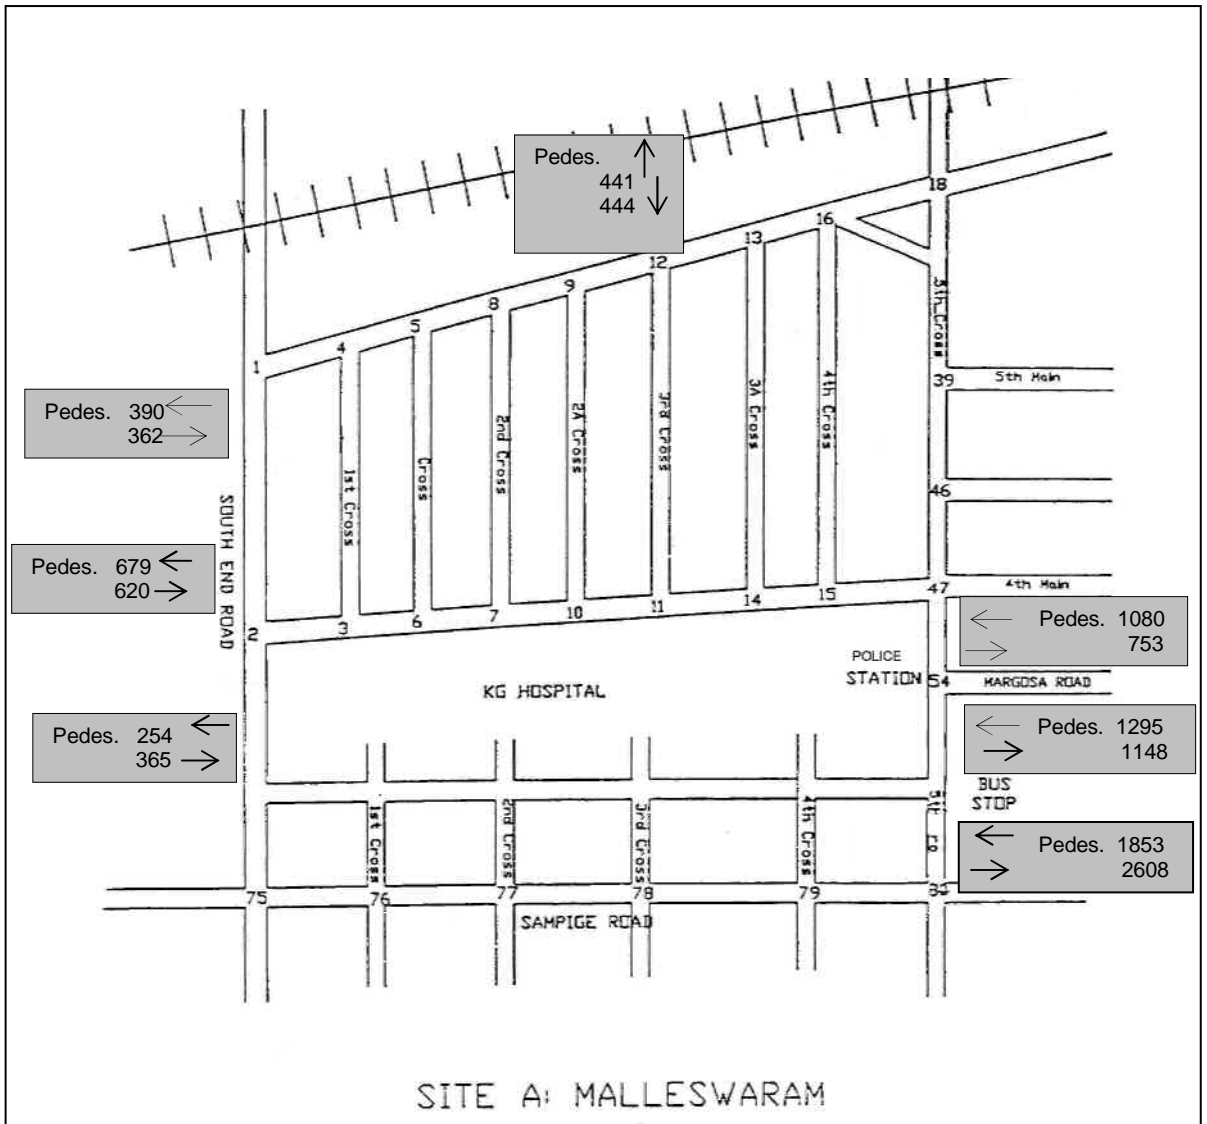 Pedes.
441
444
18
16
13
12
9
8
5
4
1
5th Cross
39
5th Main
Pedes. 390
362
1st Cross
Cross
2nd Cross
2A Cross
3rd Cross
3A Cross
4th Cross
46
SOUTH END ROAD
Pedes. 679
620
47
4th Main
2
3
6
7
10
11
14
15
Pedes. 1080
753
POLICE
STATION
54
MARGOSA ROAD
KG HOSPITAL
Pedes. 254
365
Pedes. 1295
1148
BUS
STOP
1st Cross
2nd Cross
3rd Cross
4th Cross
Pedes. 1853
2608
75
76
77
78
79
SAMPIGE ROAD
SITE A: MALLESWARAM